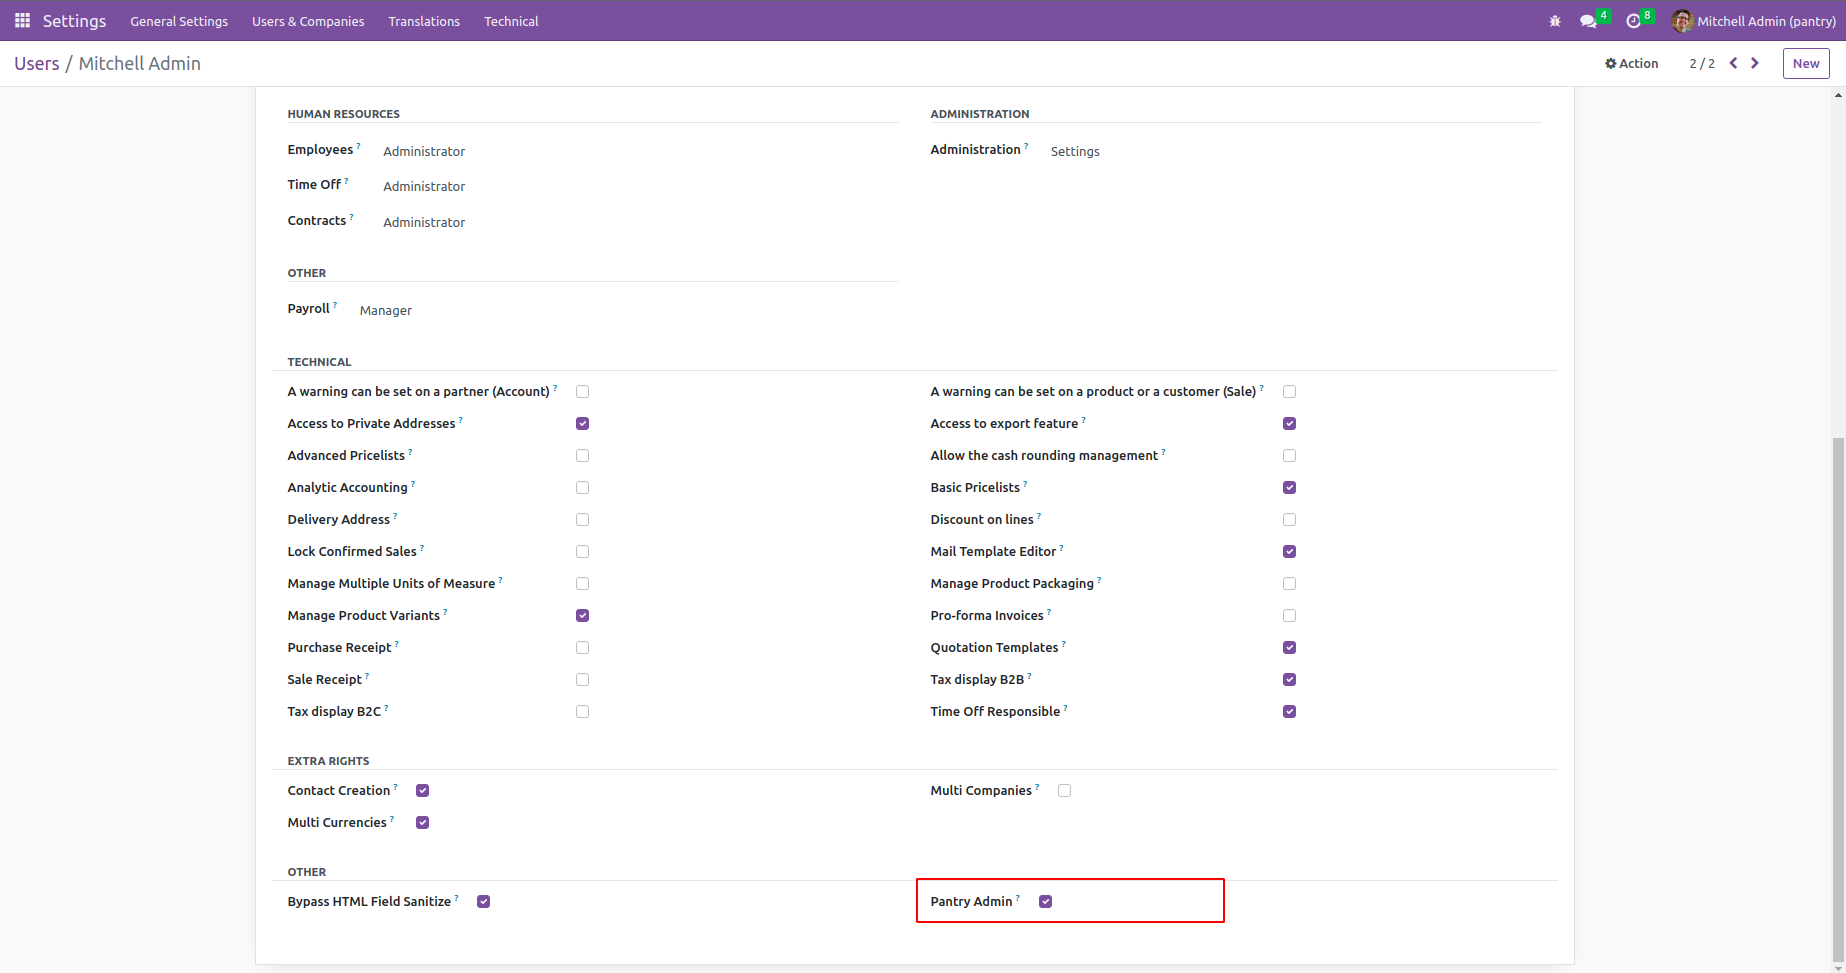 Settings General Settings Users & Companies Translations Technical 4 8 Mitchell Admin (pantry)
Users / Mitchell Admin Action 2 / 2 New
HUMAN RESOURCES ADMINISTRATION
Employees ? Administrator Administration ? Settings
Time Off ? Administrator
Contracts ? Administrator
OTHER
Payroll ? Manager
TECHNICAL
A warning can be set on a partner (Account) ? A warning can be set on a product or a customer (Sale) ?
Access to Private Addresses ? Access to export feature ?
Advanced Pricelists ? Allow the cash rounding management ?
Analytic Accounting ? Basic Pricelists ?
Delivery Address ? Discount on lines ?
Lock Confirmed Sales ? Mail Template Editor ?
Manage Multiple Units of Measure ? Manage Product Packaging ?
Manage Product Variants ? Pro-forma Invoices ?
Purchase Receipt ? Quotation Templates ?
Sale Receipt ? Tax display B2B ?
Tax display B2C ? Time Off Responsible ?
EXTRA RIGHTS
Contact Creation ? Multi Companies ?
Multi Currencies ?
OTHER
Bypass HTML Field Sanitize ? Pantry Admin ?